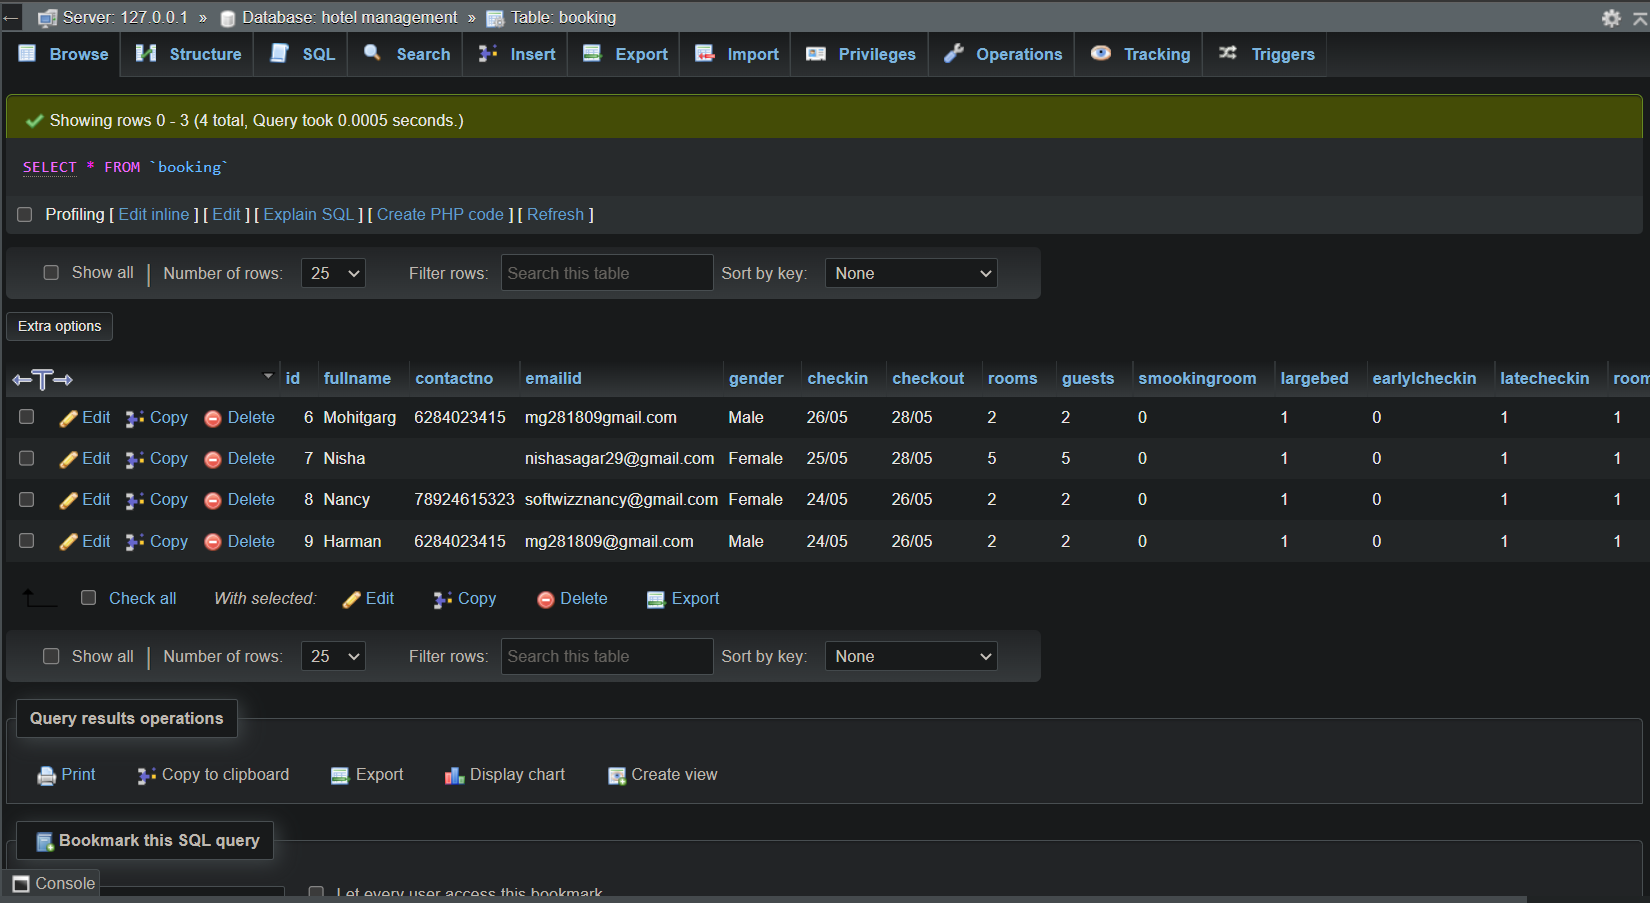 Server: 127.0.0.1 » Database: hotel management » Table: booking
Browse Structure SQL Search Insert Export Import Privileges Operations Tracking Triggers
Showing rows 0 - 3 (4 total, Query took 0.0005 seconds.)
SELECT * FROM `booking`
Profiling [ Edit inline ] [ Edit ] [ Explain SQL ] [ Create PHP code ] [ Refresh ]
Show all | Number of rows: 25 Filter rows: Search this table Sort by key: None
Extra options
id fullname contactno emailid gender checkin checkout rooms guests smookingroom largebed earlylcheckin latecheckin room
Edit Copy Delete 6 Mohitgarg 6284023415 mg281809gmail.com Male 26/05 28/05 2 2 0 1 0 1 1
Edit Copy Delete 7 Nisha nishasagar29@gmail.com Female 25/05 28/05 5 5 0 1 0 1 1
Edit Copy Delete 8 Nancy 78924615323 softwizznancy@gmail.com Female 24/05 26/05 2 2 0 1 0 1 1
Edit Copy Delete 9 Harman 6284023415 mg281809@gmail.com Male 24/05 26/05 2 2 0 1 0 1 1
Check all With selected: Edit Copy Delete Export
Show all | Number of rows: 25 Filter rows: Search this table Sort by key: None
Query results operations
Print Copy to clipboard Export Display chart Create view
Bookmark this SQL query
Console
Let every user access this bookmark